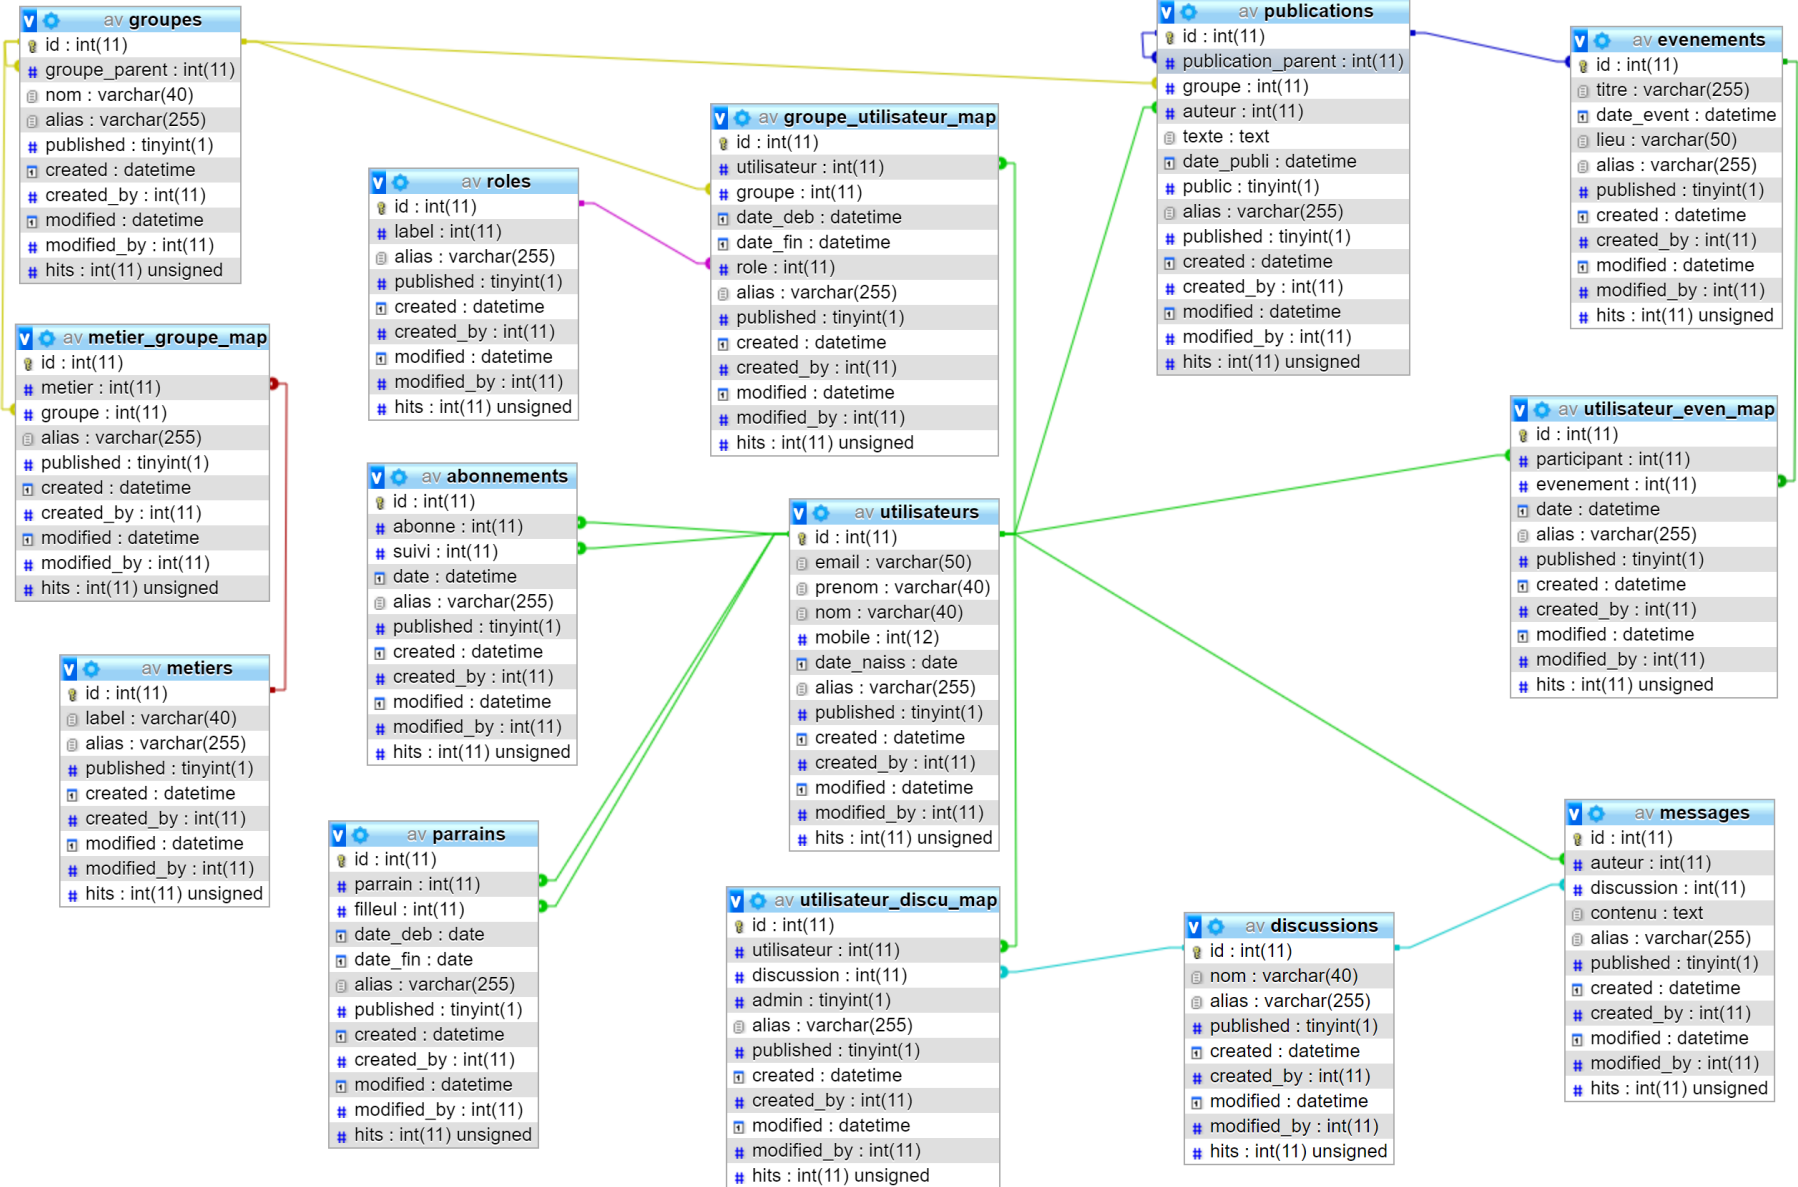 av groupes
id : int(11)
groupe_parent : int(11)
nom : varchar(40)
alias : varchar(255)
published : tinyint(1)
created : datetime
created_by : int(11)
modified : datetime
modified_by : int(11)
hits : int(11) unsigned
av metier_groupe_map
id : int(11)
metier : int(11)
groupe : int(11)
alias : varchar(255)
published : tinyint(1)
created : datetime
created_by : int(11)
modified : datetime
modified_by : int(11)
hits : int(11) unsigned
av metiers
id : int(11)
label : varchar(40)
alias : varchar(255)
published : tinyint(1)
created : datetime
created_by : int(11)
modified : datetime
modified_by : int(11)
hits : int(11) unsigned
av roles
id : int(11)
label : int(11)
alias : varchar(255)
published : tinyint(1)
created : datetime
created_by : int(11)
modified : datetime
modified_by : int(11)
hits : int(11) unsigned
av abonnements
id : int(11)
abonne : int(11)
suivi : int(11)
date : datetime
alias : varchar(255)
published : tinyint(1)
created : datetime
created_by : int(11)
modified : datetime
modified_by : int(11)
hits : int(11) unsigned
av parrains
id : int(11)
parrain : int(11)
filleul : int(11)
date_deb : date
date_fin : date
alias : varchar(255)
published : tinyint(1)
created : datetime
created_by : int(11)
modified : datetime
modified_by : int(11)
hits : int(11) unsigned
av groupe_utilisateur_map
id : int(11)
utilisateur : int(11)
groupe : int(11)
date_deb : datetime
date_fin : datetime
role : int(11)
alias : varchar(255)
published : tinyint(1)
created : datetime
created_by : int(11)
modified : datetime
modified_by : int(11)
hits : int(11) unsigned
av utilisateurs
id : int(11)
email : varchar(50)
prenom : varchar(40)
nom : varchar(40)
mobile : int(12)
date_naiss : date
alias : varchar(255)
published : tinyint(1)
created : datetime
created_by : int(11)
modified : datetime
modified_by : int(11)
hits : int(11) unsigned
av utilisateur_discu_map
id : int(11)
utilisateur : int(11)
discussion : int(11)
admin : tinyint(1)
alias : varchar(255)
published : tinyint(1)
created : datetime
created_by : int(11)
modified : datetime
modified_by : int(11)
hits : int(11) unsigned
av publications
id : int(11)
publication_parent : int(11)
groupe : int(11)
auteur : int(11)
texte : text
date_publi : datetime
public : tinyint(1)
alias : varchar(255)
published : tinyint(1)
created : datetime
created_by : int(11)
modified : datetime
modified_by : int(11)
hits : int(11) unsigned
av discussions
id : int(11)
nom : varchar(40)
alias : varchar(255)
published : tinyint(1)
created : datetime
created_by : int(11)
modified : datetime
modified_by : int(11)
hits : int(11) unsigned
av evenements
id : int(11)
titre : varchar(255)
date_event : datetime
lieu : varchar(50)
alias : varchar(255)
published : tinyint(1)
created : datetime
created_by : int(11)
modified : datetime
modified_by : int(11)
hits : int(11) unsigned
av utilisateur_even_map
id : int(11)
participant : int(11)
evenement : int(11)
date : datetime
alias : varchar(255)
published : tinyint(1)
created : datetime
created_by : int(11)
modified : datetime
modified_by : int(11)
hits : int(11) unsigned
av messages
id : int(11)
auteur : int(11)
discussion : int(11)
contenu : text
alias : varchar(255)
published : tinyint(1)
created : datetime
created_by : int(11)
modified : datetime
modified_by : int(11)
hits : int(11) unsigned